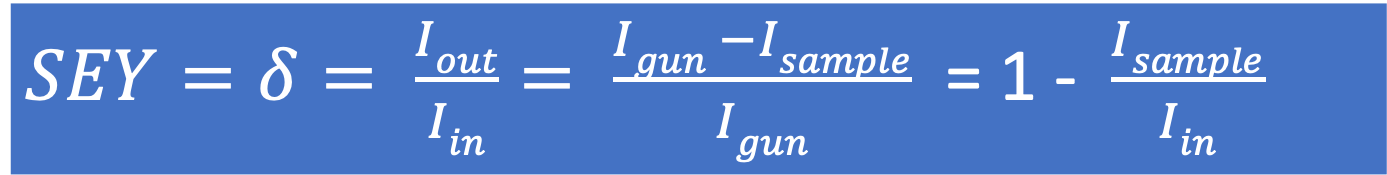 SEY = δ = I_out / I_in = I_gun − I_sample / I_gun = 1 - I_sample / I_in